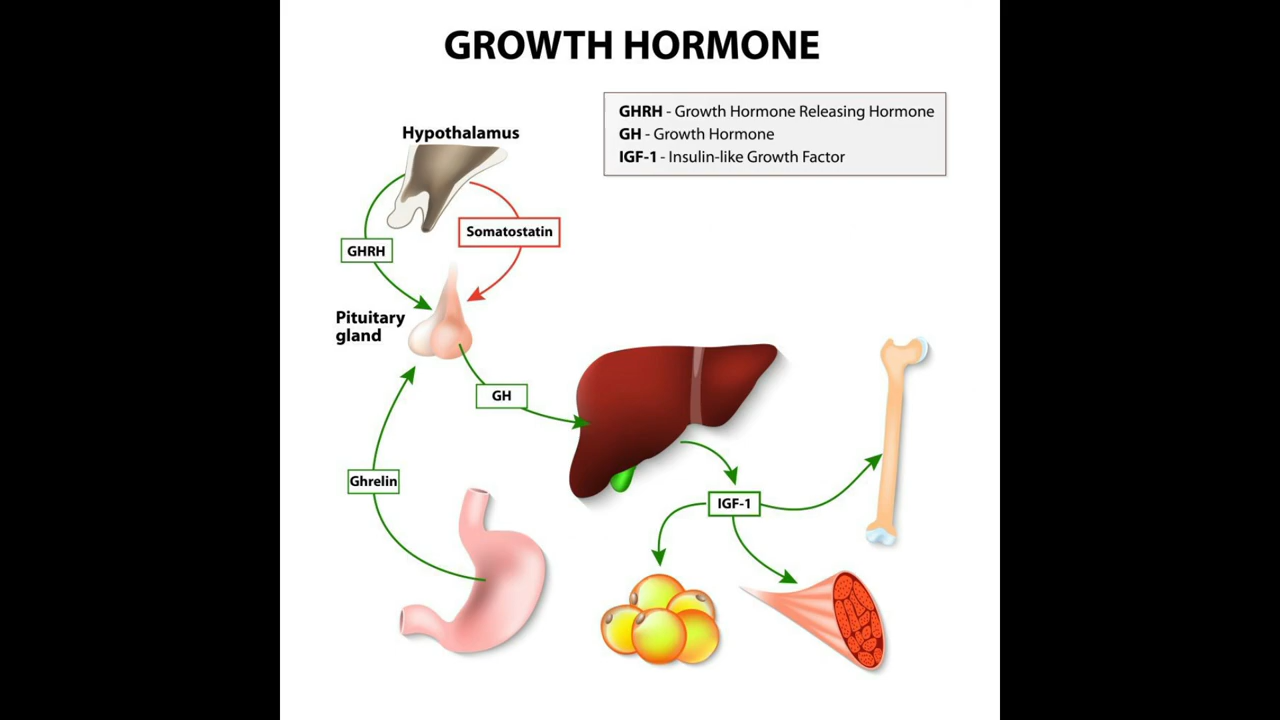 GROWTH HORMONE
GHRH - Growth Hormone Releasing Hormone
GH - Growth Hormone
IGF-1 - Insulin-like Growth Factor
Hypothalamus
Somatostatin
GHRH
Pituitary
gland
GH
Ghrelin
IGF-1